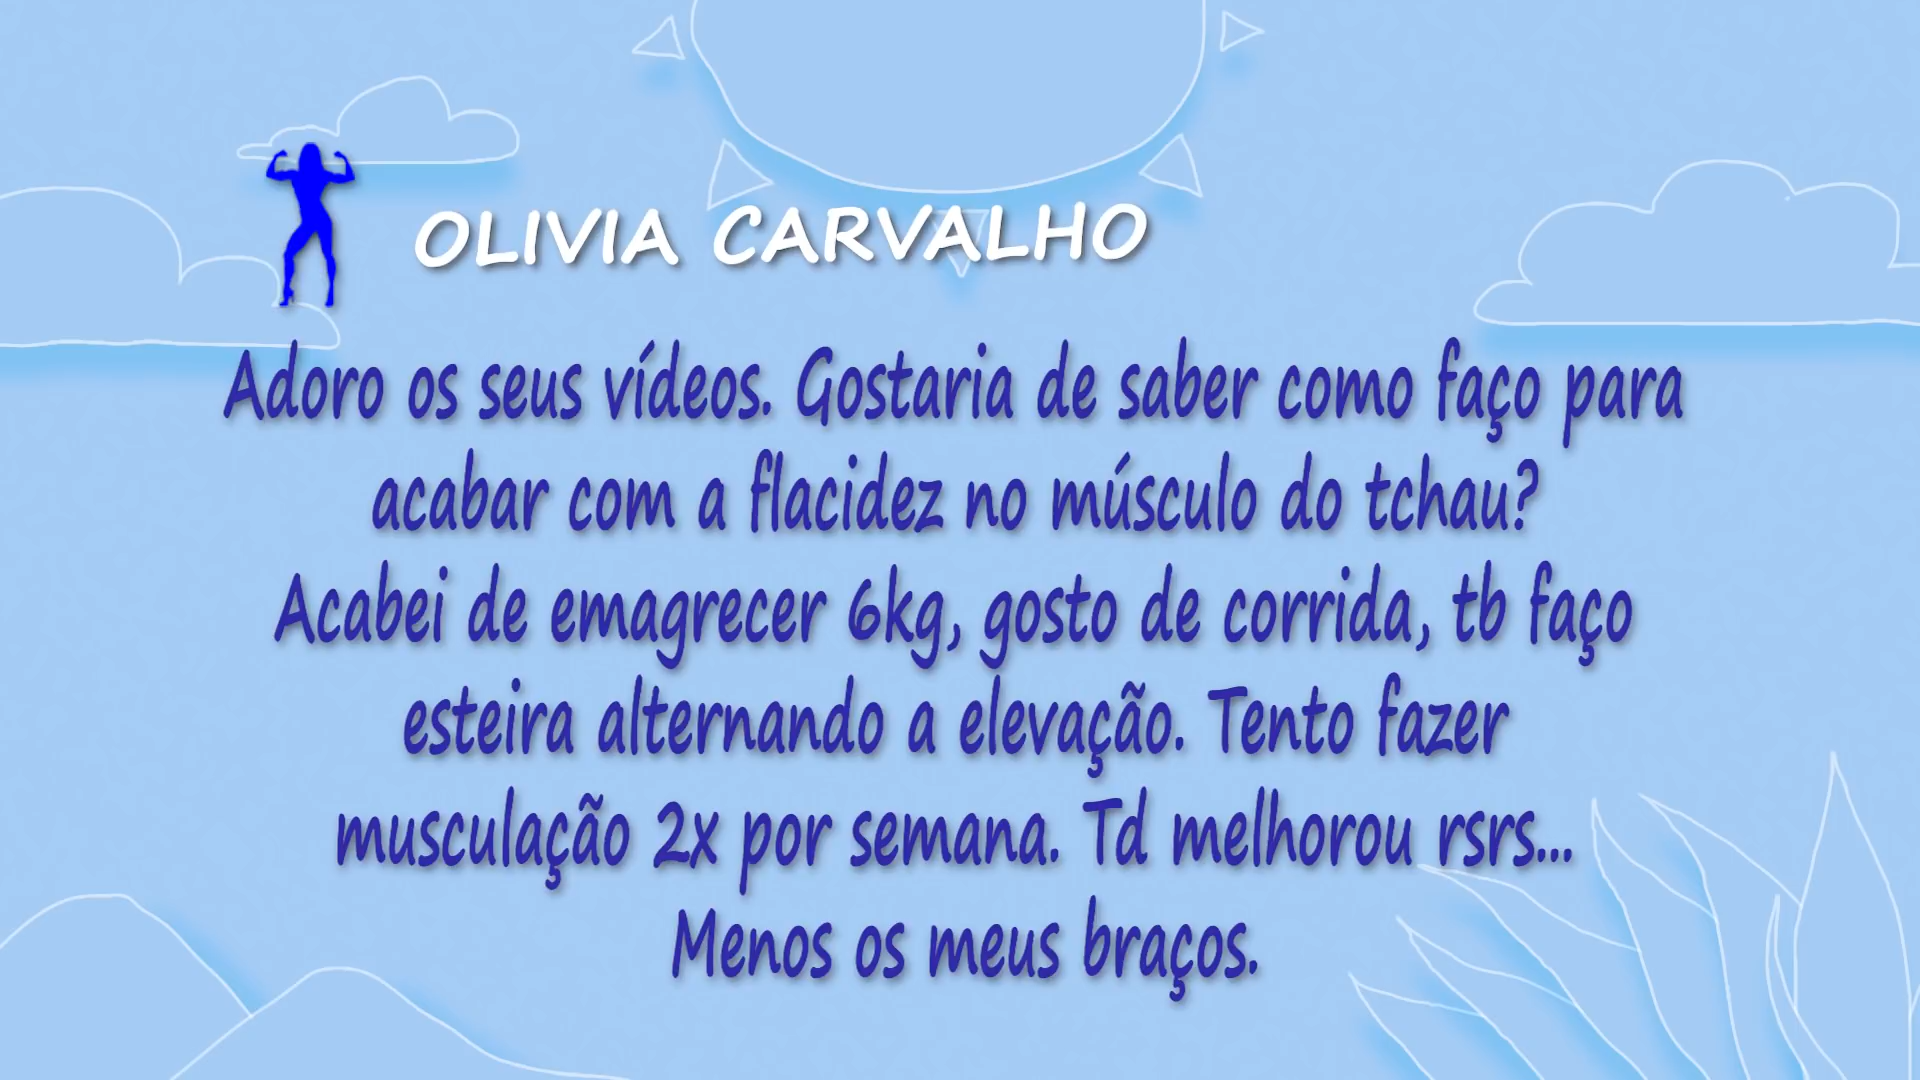 OLIVIA CARVALHO
Adoro os seus vídeos. Gostaria de saber como faço para
acabar com a flacidez no músculo do tchau?
Acabei de emagrecer 6kg, gosto de corrida, tb faço
esteira alternando a elevação. Tento fazer
musculação 2x por semana. Td melhorou rsrs...
Menos os meus braços.